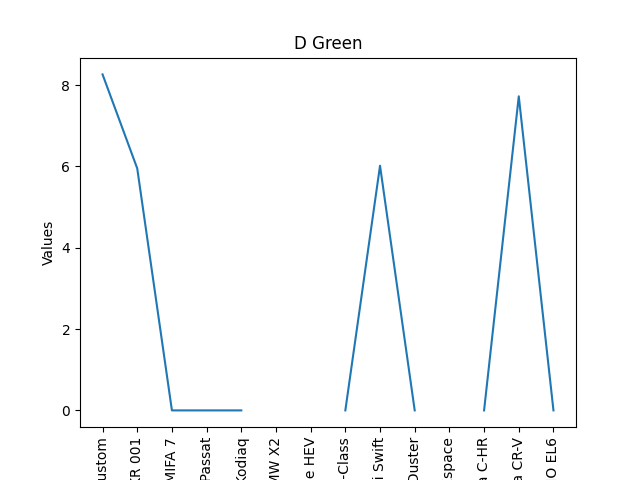 D Green
Values
8
6
4
2
0
ustom
R 001
MIFA 7
Passat
Kodiaq
MW X2
e HEV
-Class
i Swift
Duster
space
a C-HR
a CR-V
O EL6